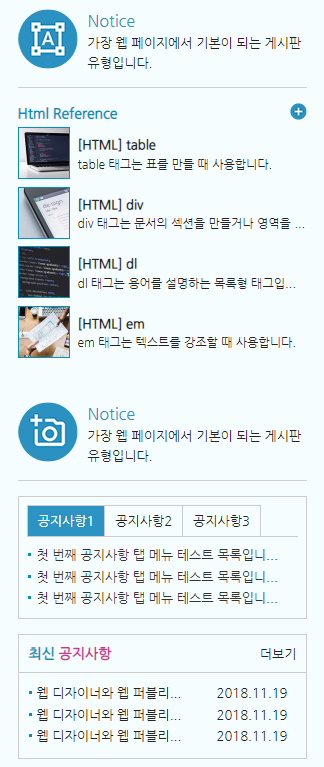 Notice
가장 웹 페이지에서 기본이 되는 게시판
유형입니다.
Html Reference
[HTML] table
table 태그는 표를 만들 때 사용합니다.
[HTML] div
div 태그는 문서의 섹션을 만들거나 영역을 ...
[HTML] dl
dl 태그는 용어를 설명하는 목록형 태그입...
[HTML] em
em 태그는 텍스트를 강조할 때 사용합니다.
Notice
가장 웹 페이지에서 기본이 되는 게시판
유형입니다.
공지사항1 공지사항2 공지사항3
첫 번째 공지사항 탭 메뉴 테스트 목록입니...
첫 번째 공지사항 탭 메뉴 테스트 목록입니...
첫 번째 공지사항 탭 메뉴 테스트 목록입니...
최신 공지사항 더보기
웹 디자이너와 웹 퍼블리... 2018.11.19
웹 디자이너와 웹 퍼블리... 2018.11.19
웹 디자이너와 웹 퍼블리... 2018.11.19